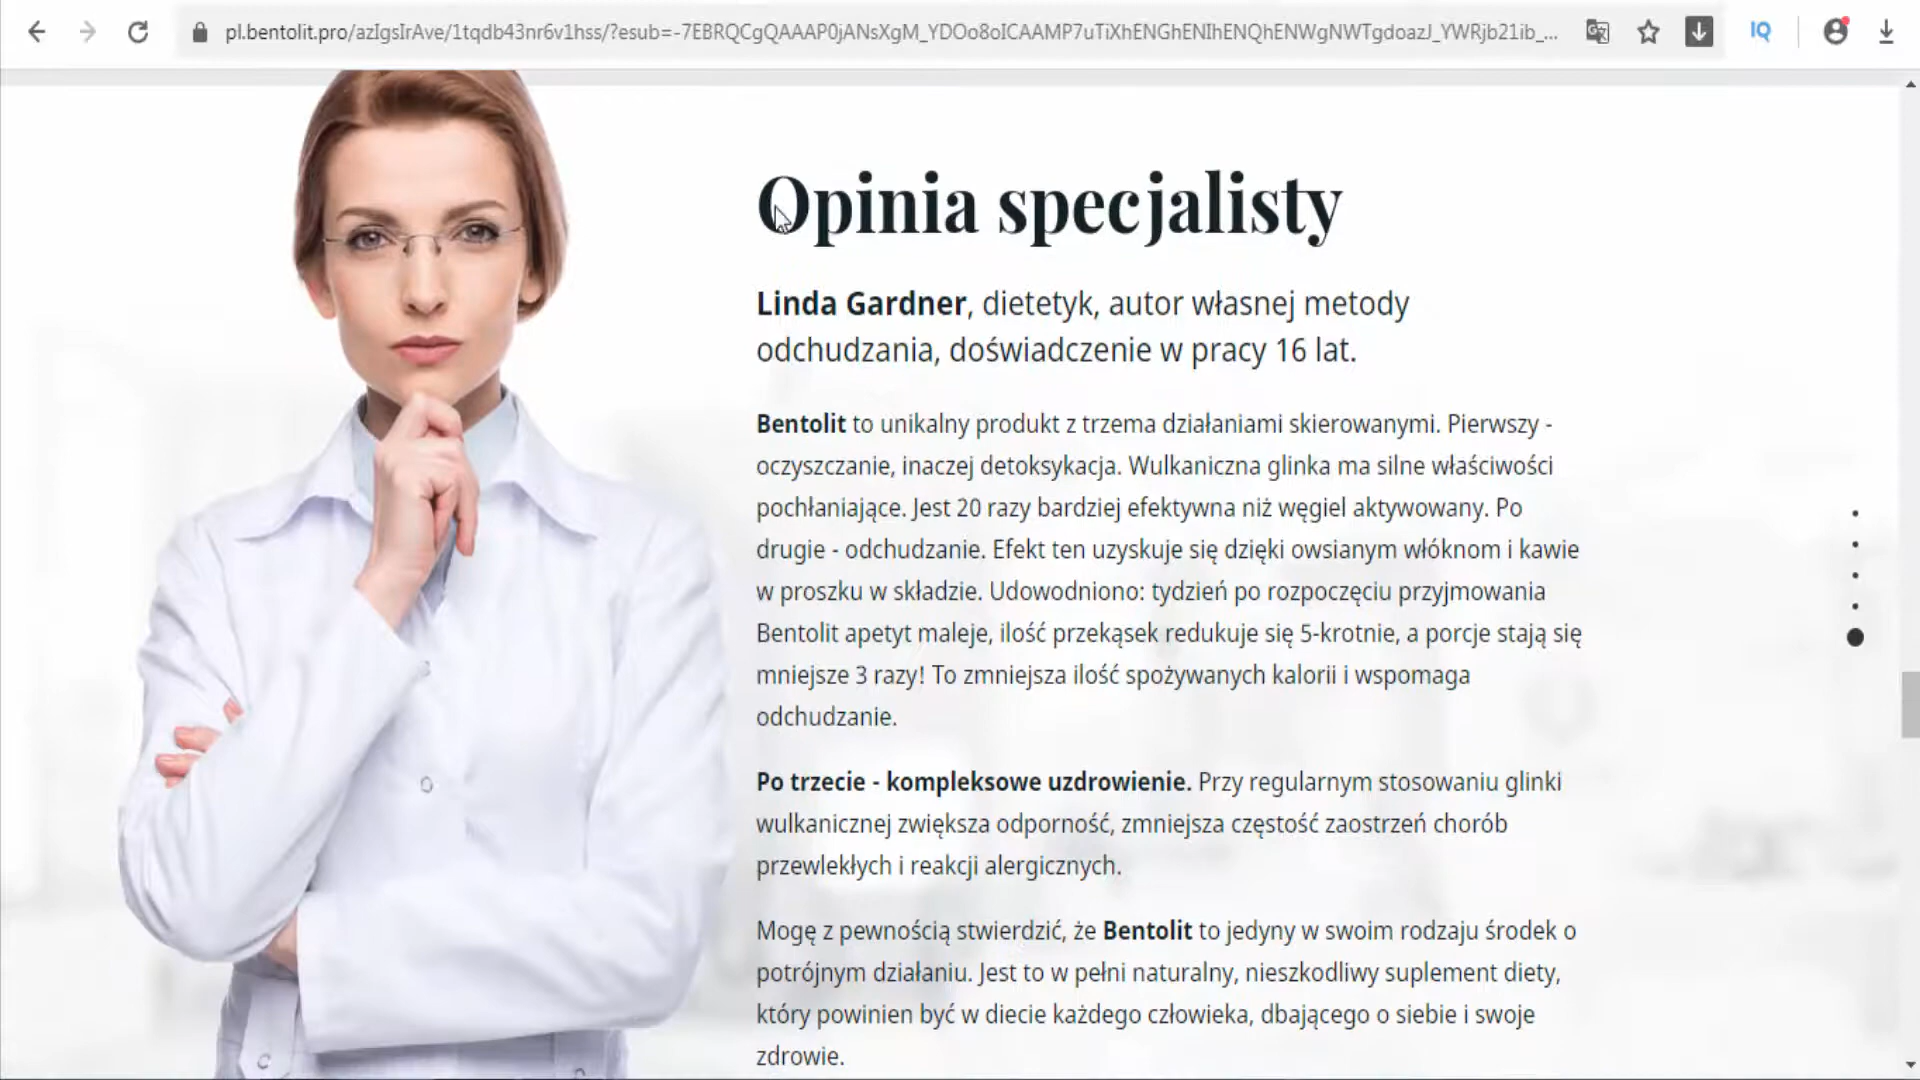 pl.bentolit.pro/azIgsIrAve/1tqdb43nr6v1hss/?esub=-7EBRQCgQAAAP0jANsXgM_YDOo8oICAAMP7uTiXhENGhENIhENQhENWgNWTgdoazJ_YWRjb21ib_...
IQ
Opinia specjalisty
Linda Gardner, dietetyk, autor własnej metody
odchudzania, doświadczenie w pracy 16 lat.
Bentolit to unikalny produkt z trzema działaniami skierowanymi. Pierwszy -
oczyszczanie, inaczej detoksykacja. Wulkaniczna glinka ma silne właściwości
pochłaniające. Jest 20 razy bardziej efektywna niż węgiel aktywowany. Po
drugie - odchudzanie. Efekt ten uzyskuje się dzięki owsianym włóknom i kawie
w proszku w składzie. Udowodniono: tydzień po rozpoczęciu przyjmowania
Bentolit apetyt maleje, ilość przekąsek redukuje się 5-krotnie, a porcje stają się
mniejsze 3 razy! To zmniejsza ilość spożywanych kalorii i wspomaga
odchudzanie.
Po trzecie - kompleksowe uzdrowienie. Przy regularnym stosowaniu glinki
wulkanicznej zwiększa odporność, zmniejsza częstość zaostrzeń chorób
przewlekłych i reakcji alergicznych.
Mogę z pewnością stwierdzić, że Bentolit to jedyny w swoim rodzaju środek o
potrójnym działaniu. Jest to w pełni naturalny, nieszkodliwy suplement diety,
który powinien być w diecie każdego człowieka, dbającego o siebie i swoje
zdrowie.